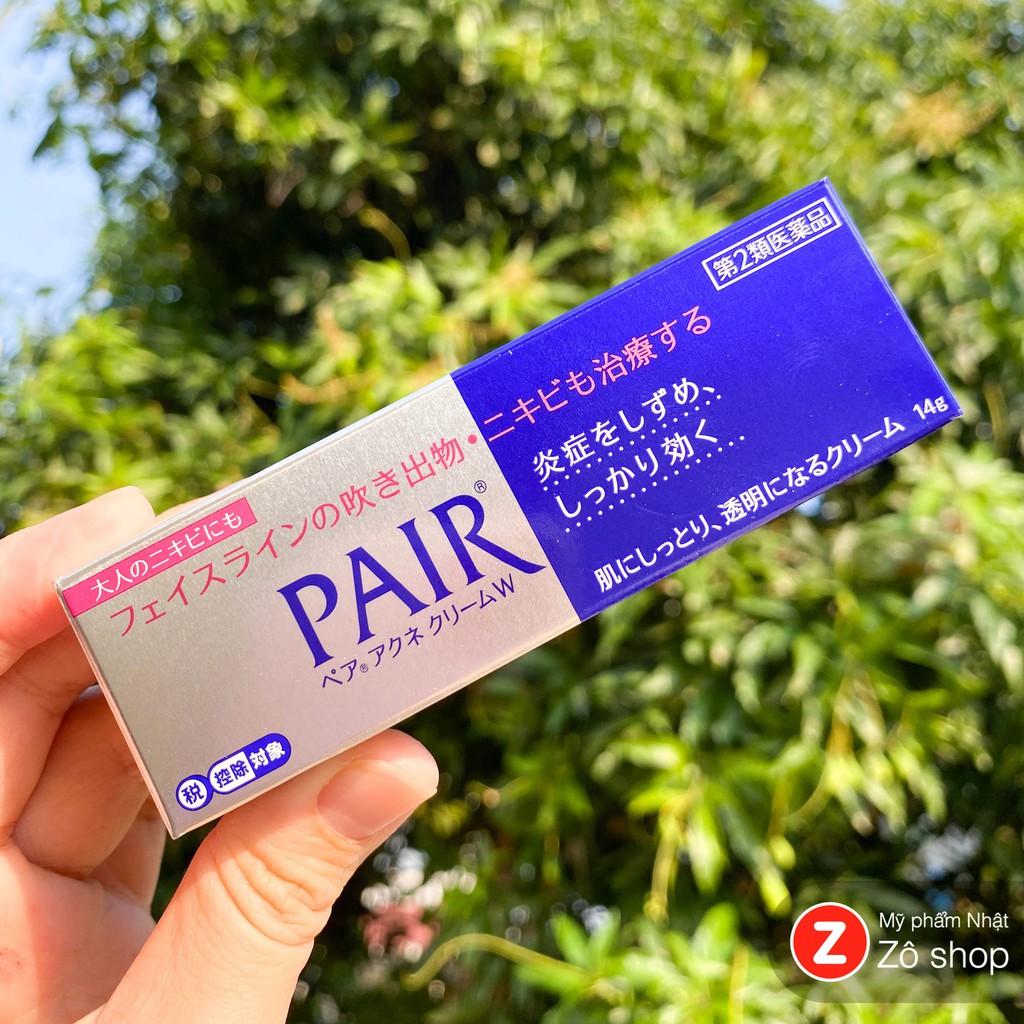 第2類医薬品
大人のニキビにも
フェイスラインの吹き出物・ニキビも治療する
PAIR®
ペア®アクネ クリームW
炎症をしずめ、
しっかり効く
肌にしっとり、透明になるクリーム 14g
税 控除 対象
Z
Mỹ phẩm Nhật
Zô shop